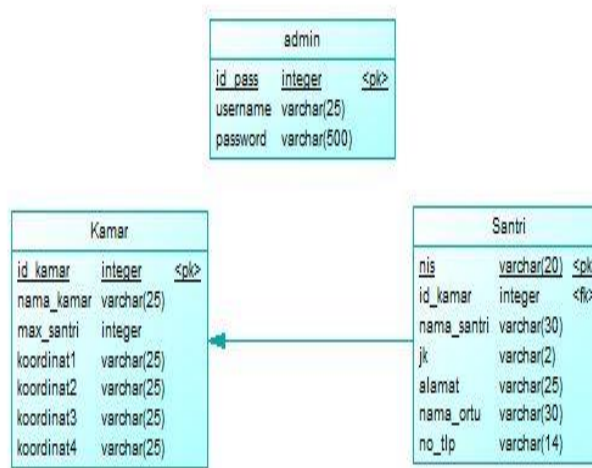 admin
id_pass integer <pk>
username varchar(25)
password varchar(500)
Kamar
id_kamar integer <pk>
nama_kamar varchar(25)
max_santri integer
koordinat1 varchar(25)
koordinat2 varchar(25)
koordinat3 varchar(25)
koordinat4 varchar(25)
Santri
nis varchar(20) <pk
id_kamar integer <fk>
nama_santri varchar(30)
jk varchar(2)
alamat varchar(25)
nama_ortu varchar(30)
no_tlp varchar(14)